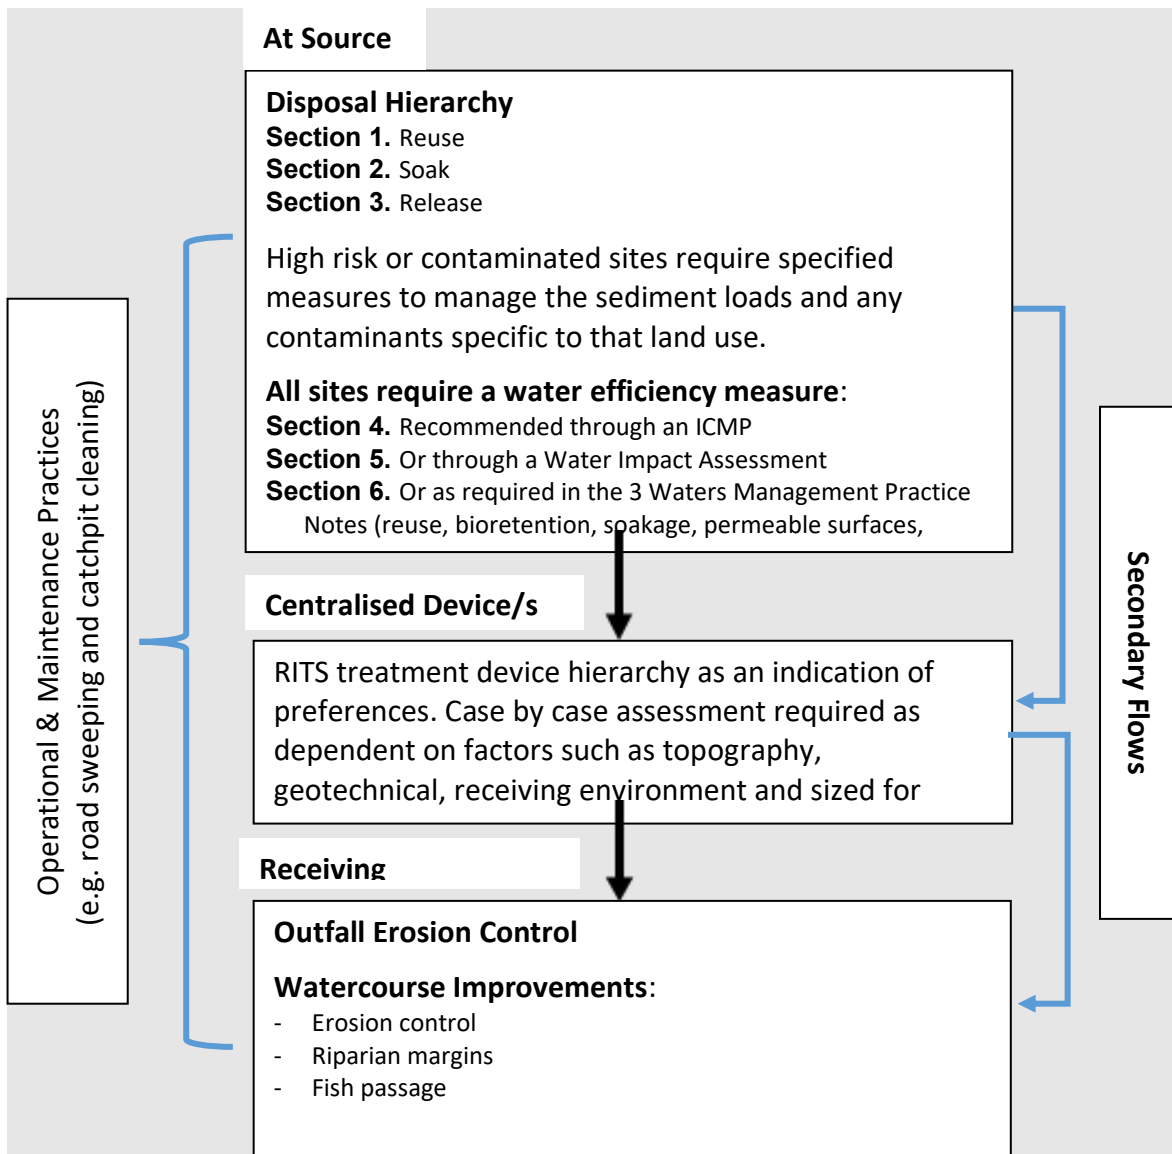 At Source
Disposal Hierarchy
Section 1. Reuse
Section 2. Soak
Section 3. Release
High risk or contaminated sites require specified
measures to manage the sediment loads and any
contaminants specific to that land use.
All sites require a water efficiency measure:
Section 4. Recommended through an ICMP
Section 5. Or through a Water Impact Assessment
Section 6. Or as required in the 3 Waters Management Practice
Notes (reuse, bioretention, soakage, permeable surfaces,
Centralised Device/s
RITS treatment device hierarchy as an indication of
preferences. Case by case assessment required as
dependent on factors such as topography,
geotechnical, receiving environment and sized for
Receiving
Outfall Erosion Control
Watercourse Improvements:
- Erosion control
- Riparian margins
- Fish passage
Operational & Maintenance Practices
(e.g. road sweeping and catchpit cleaning)
Secondary Flows